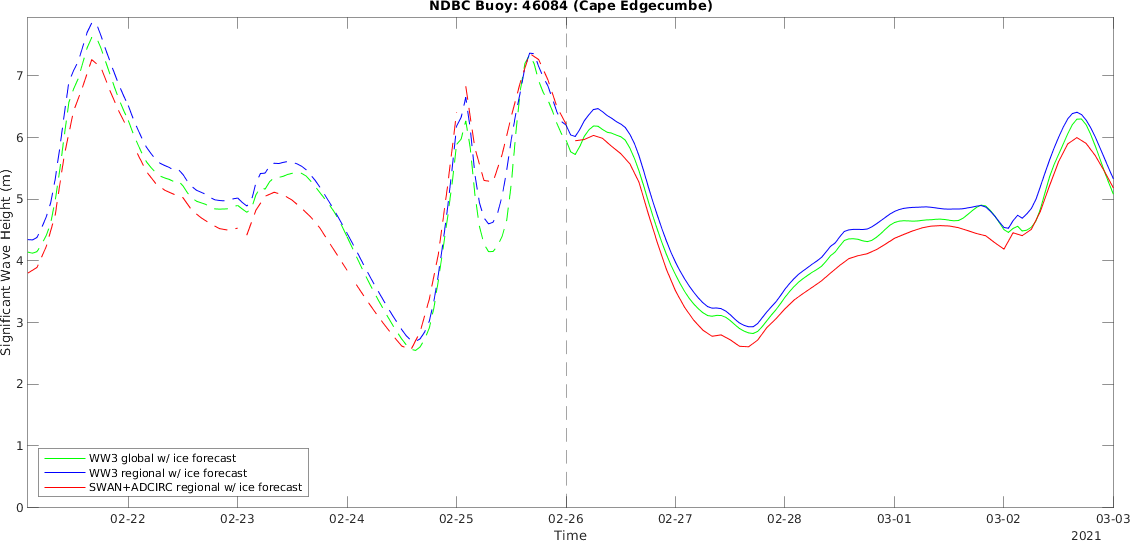 NDBC Buoy: 46084 (Cape Edgecumbe)
Significant Wave Height (m)
7
6
5
4
3
2
1
0
WW3 global w/ ice forecast
WW3 regional w/ ice forecast
SWAN+ADCIRC regional w/ ice forecast
02-22 02-23 02-24 02-25 02-26 02-27 02-28 03-01 03-02 03-03
Time
2021